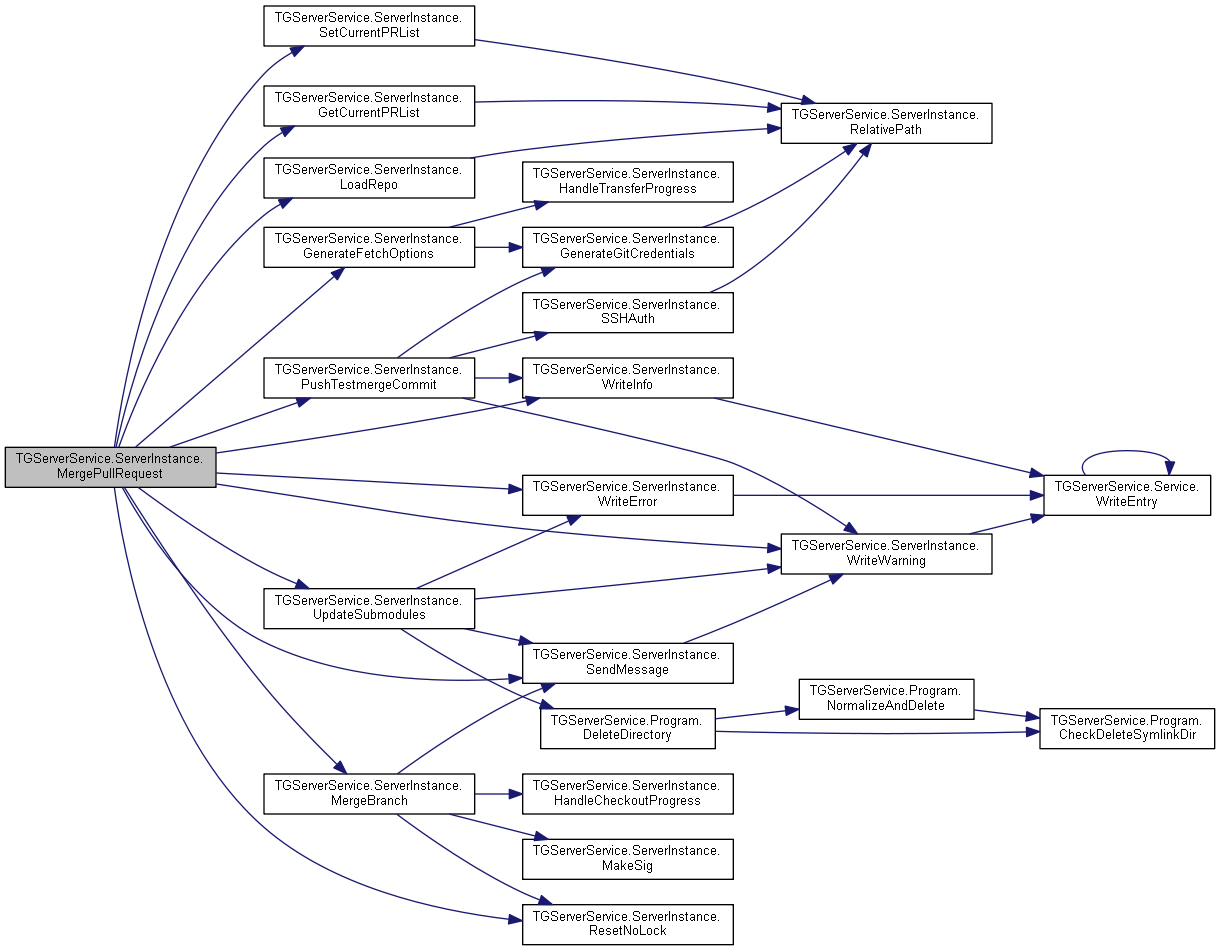 TGServerService.ServerInstance.
SetCurrentPRList
TGServerService.ServerInstance.
GetCurrentPRList
TGServerService.ServerInstance.
RelativePath
TGServerService.ServerInstance.
LoadRepo
TGServerService.ServerInstance.
HandleTransferProgress
TGServerService.ServerInstance.
GenerateFetchOptions
TGServerService.ServerInstance.
GenerateGitCredentials
TGServerService.ServerInstance.
SSHAuth
TGServerService.ServerInstance.
PushTestmergeCommit
TGServerService.ServerInstance.
WriteInfo
TGServerService.ServerInstance.
MergePullRequest
TGServerService.ServerInstance.
WriteError
TGServerService.Service.
WriteEntry
TGServerService.ServerInstance.
WriteWarning
TGServerService.ServerInstance.
UpdateSubmodules
TGServerService.ServerInstance.
SendMessage
TGServerService.Program.
NormalizeAndDelete
TGServerService.Program.
DeleteDirectory
TGServerService.Program.
CheckDeleteSymlinkDir
TGServerService.ServerInstance.
MergeBranch
TGServerService.ServerInstance.
HandleCheckoutProgress
TGServerService.ServerInstance.
MakeSig
TGServerService.ServerInstance.
ResetNoLock